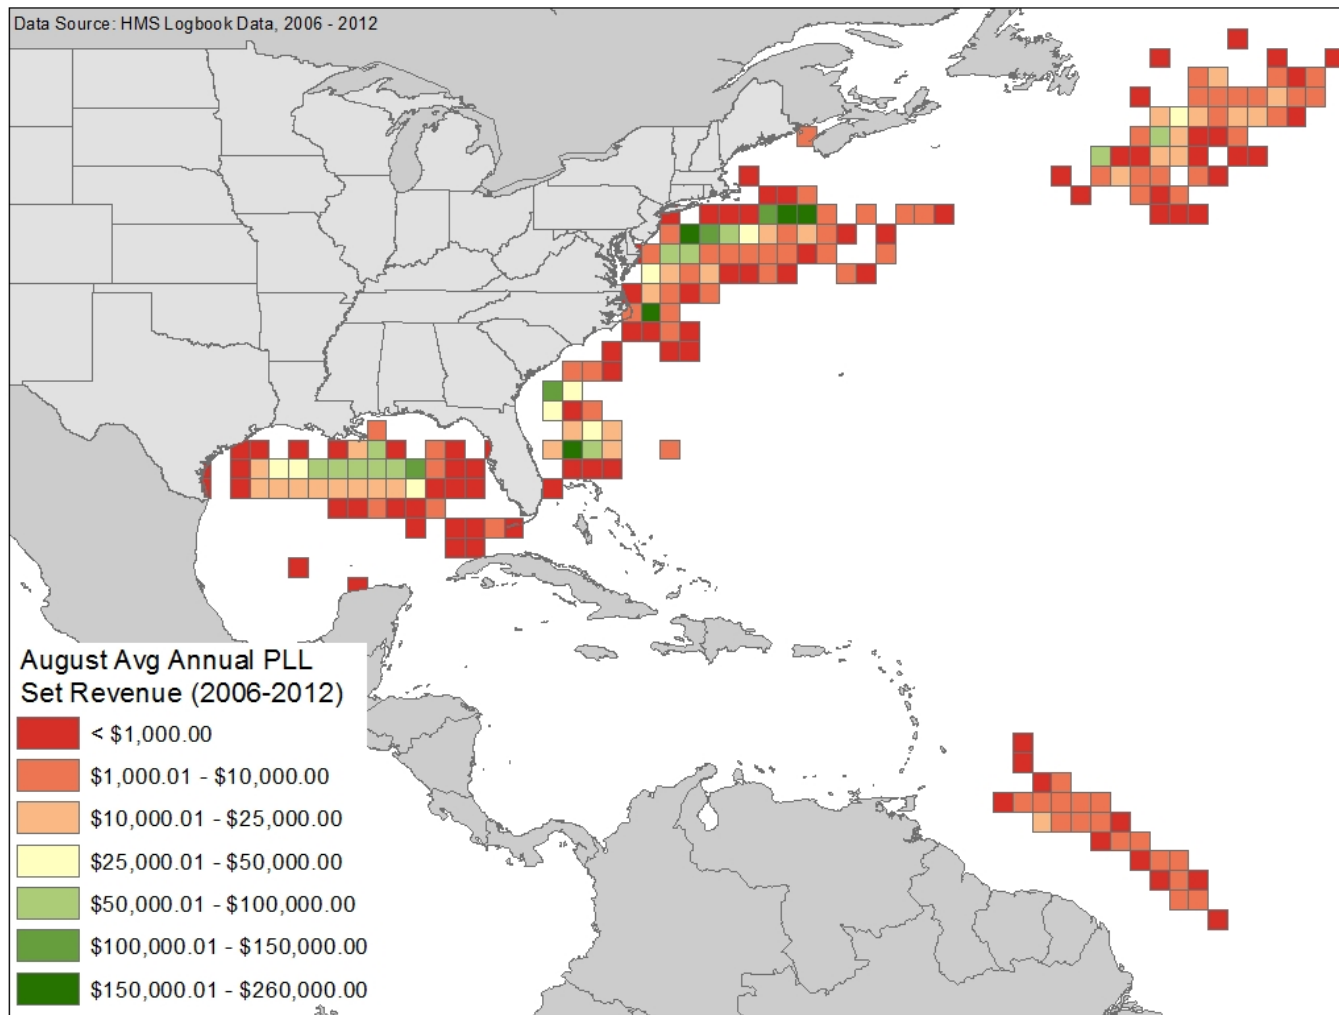 Data Source: HMS Logbook Data, 2006 - 2012
August Avg Annual PLL
Set Revenue (2006-2012)
< $1,000.00
$1,000.01 - $10,000.00
$10,000.01 - $25,000.00
$25,000.01 - $50,000.00
$50,000.01 - $100,000.00
$100,000.01 - $150,000.00
$150,000.01 - $260,000.00